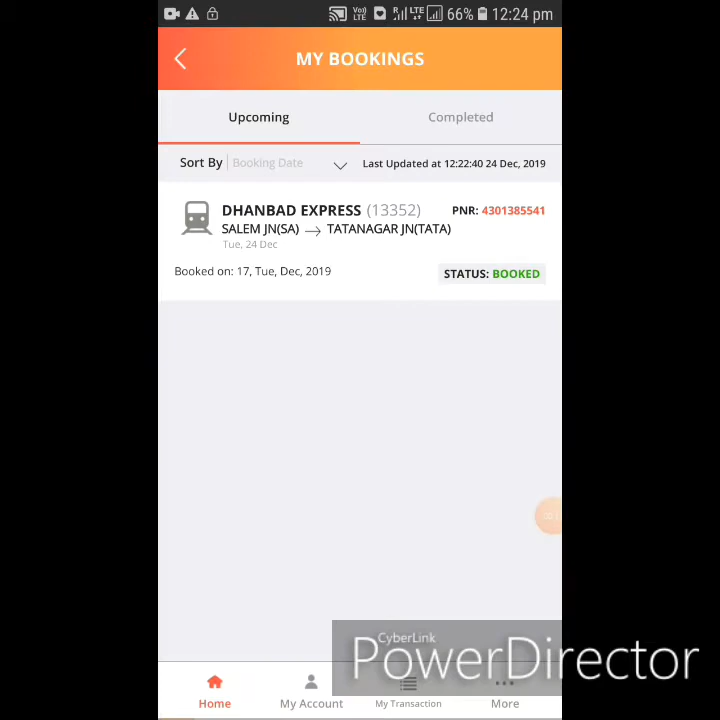 R LTE 66% 12:24 pm
MY BOOKINGS
Upcoming Completed
Sort By Booking Date Last Updated at 12:22:40 24 Dec, 2019
DHANBAD EXPRESS (13352) PNR: 4301385541
SALEM JN(SA) → TATANAGAR JN(TATA)
Tue, 24 Dec
Booked on: 17, Tue, Dec, 2019 STATUS: BOOKED
CyberLink
PowerDirector
Home My Account My Transaction More